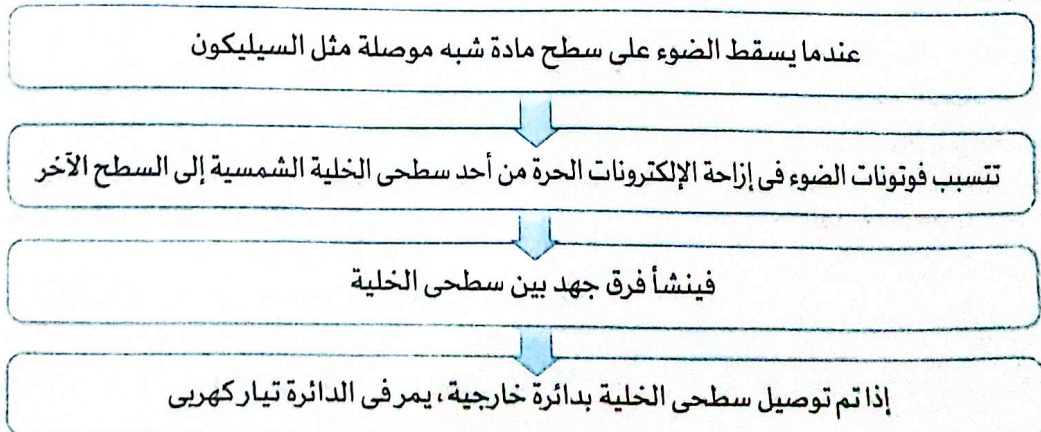 عندما يسقط الضوء على سطح مادة شبه موصلة مثل السيليكون
تتسبب فوتونات الضوء فى إزاحة الإلكترونات الحرة من أحد سطحى الخلية الشمسية إلى السطح الآخر
فينشأ فرق جهد بين سطحى الخلية
إذا تم توصيل سطحى الخلية بدائرة خارجية، يمر فى الدائرة تيار كهربى